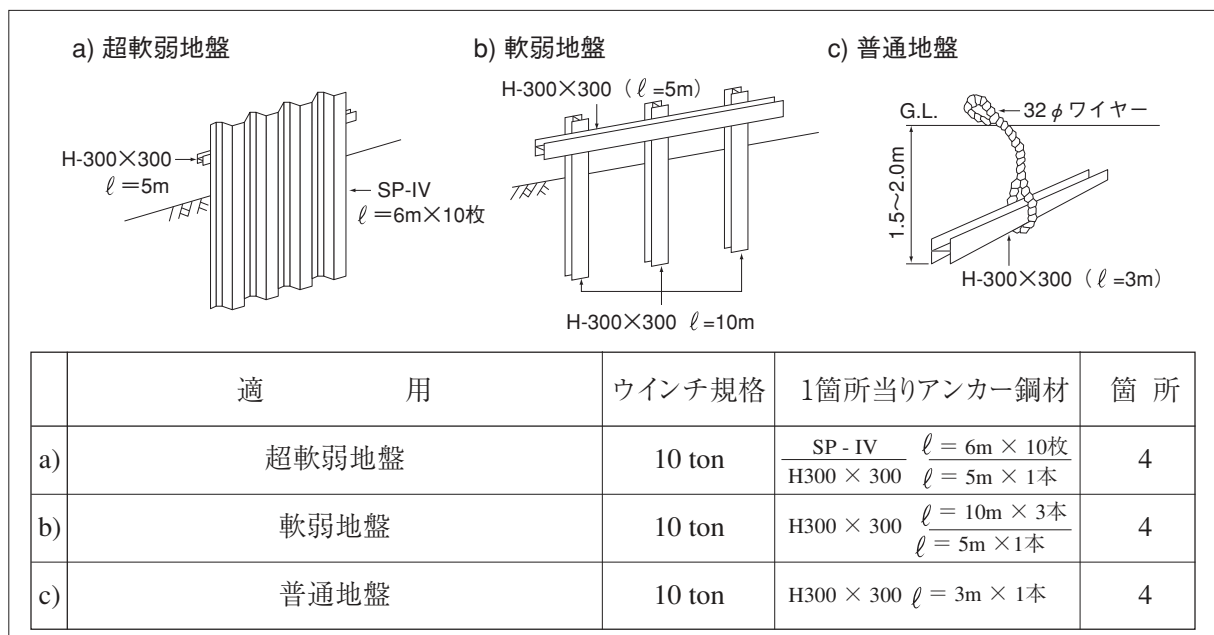 a) 超軟弱地盤
H-300×300
ℓ=5m
SP-IV
ℓ=6m×10枚
b) 軟弱地盤
H-300×300（ℓ=5m）
H-300×300 ℓ=10m
c) 普通地盤
G.L.
32φワイヤー
1.5~2.0m
H-300×300（ℓ=3m）
適 用 ウインチ規格 1箇所当りアンカー鋼材 箇 所
a) 超軟弱地盤 10 ton SP - IV ℓ = 6m × 10枚 4
H300 × 300 ℓ = 5m × 1本
b) 軟弱地盤 10 ton H300 × 300 ℓ = 10m × 3本 4
ℓ = 5m ×1本
c) 普通地盤 10 ton H300 × 300 ℓ = 3m × 1本 4